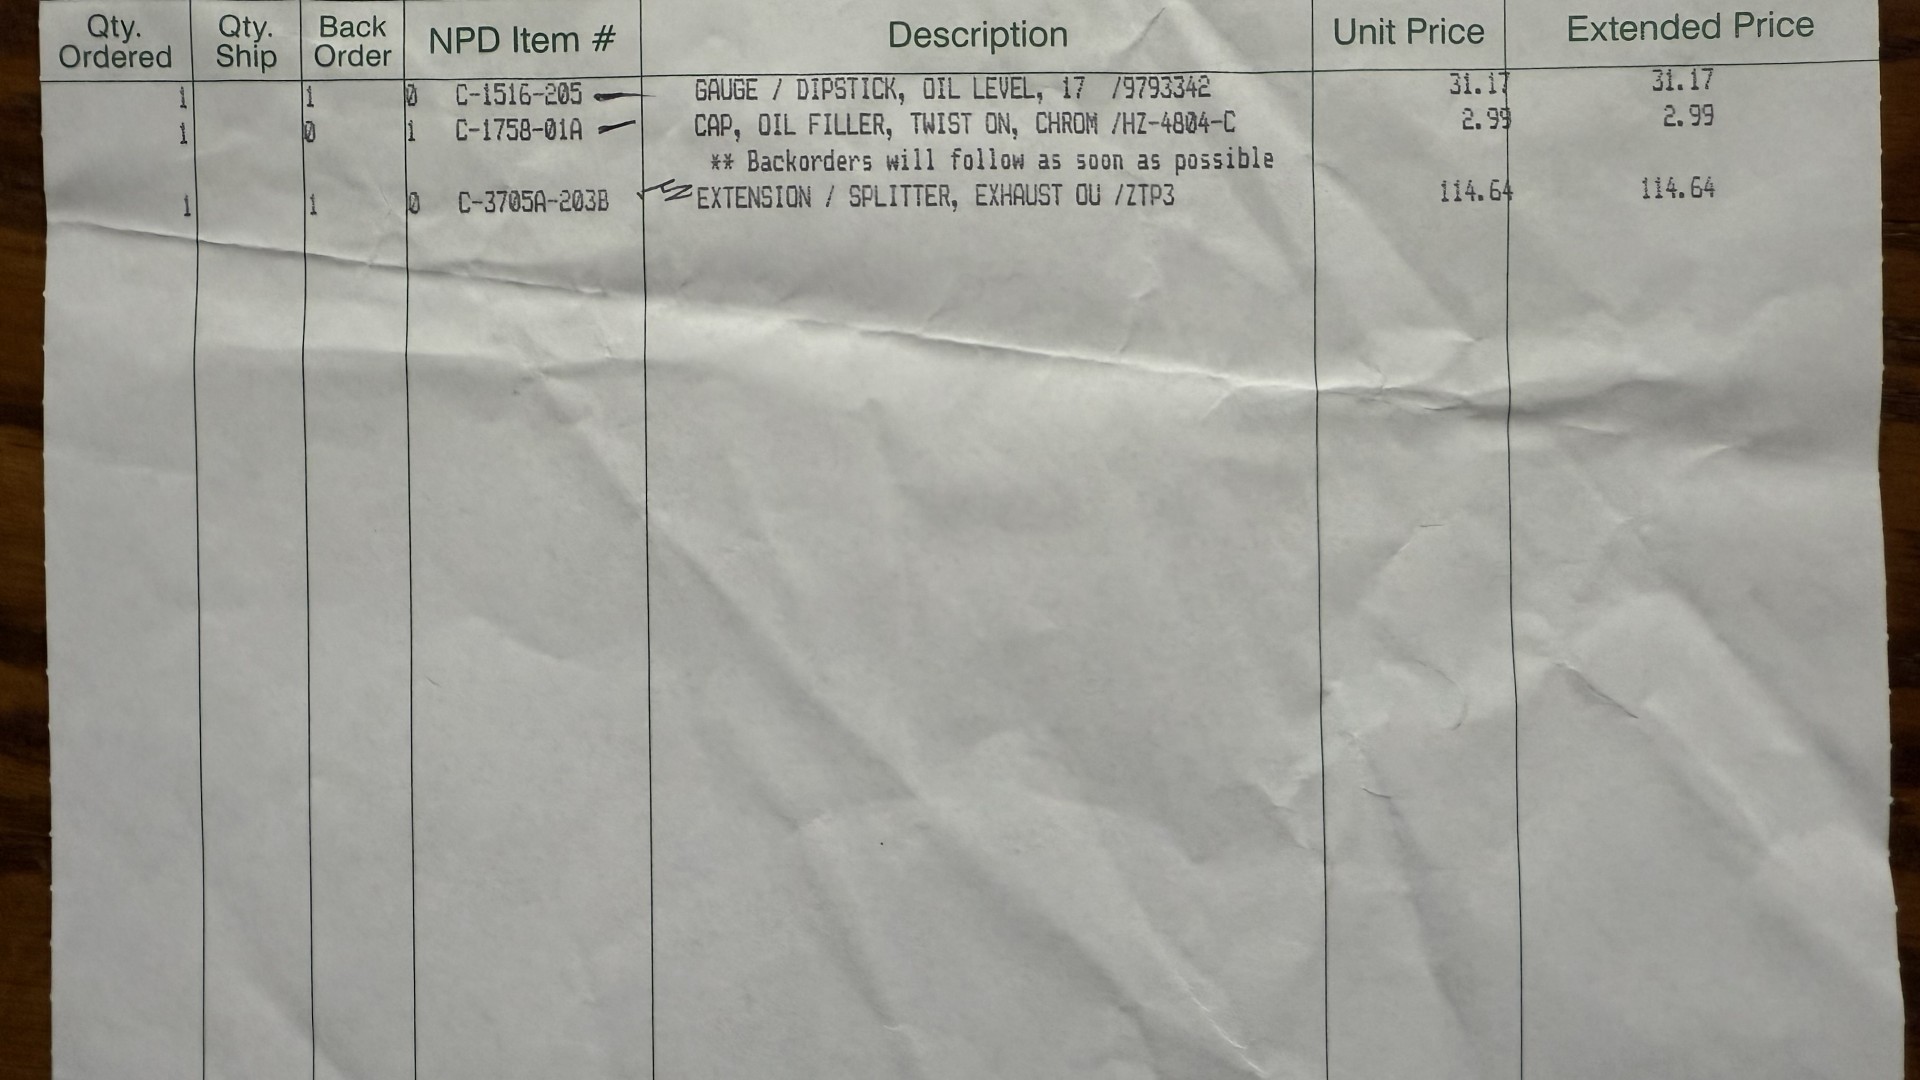 Qty. Ordered Qty. Ship Back Order NPD Item # Description Unit Price Extended Price
1 1 0 C-1516-205 GAUGE / DIPSTICK, OIL LEVEL, 17 /9793342 31.17 31.17
1 0 1 C-1758-01A CAP, OIL FILLER, TWIST ON, CHROM /HZ-4804-C 2.99 2.99
** Backorders will follow as soon as possible
1 1 0 C-3705A-203B EXTENSION / SPLITTER, EXHAUST OU /ZTP3 114.64 114.64